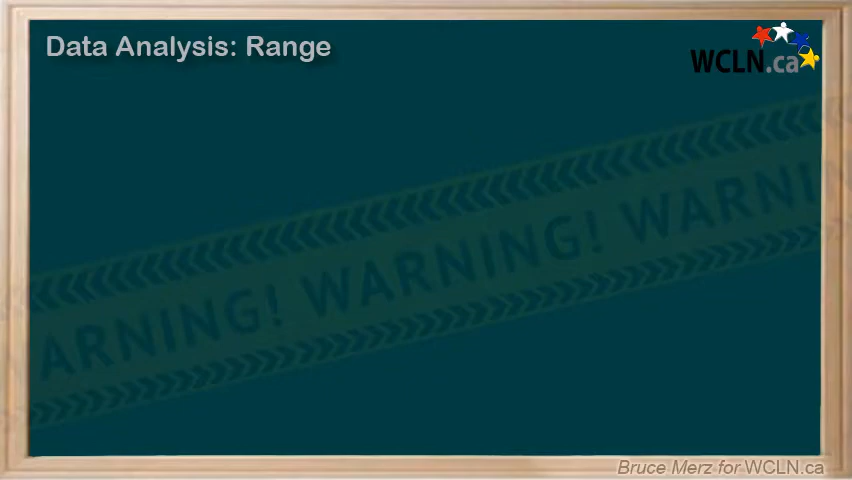 Data Analysis: Range
WCLN.ca
WARNING! WARNING! WARNING!
Bruce Merz for WCLN.ca